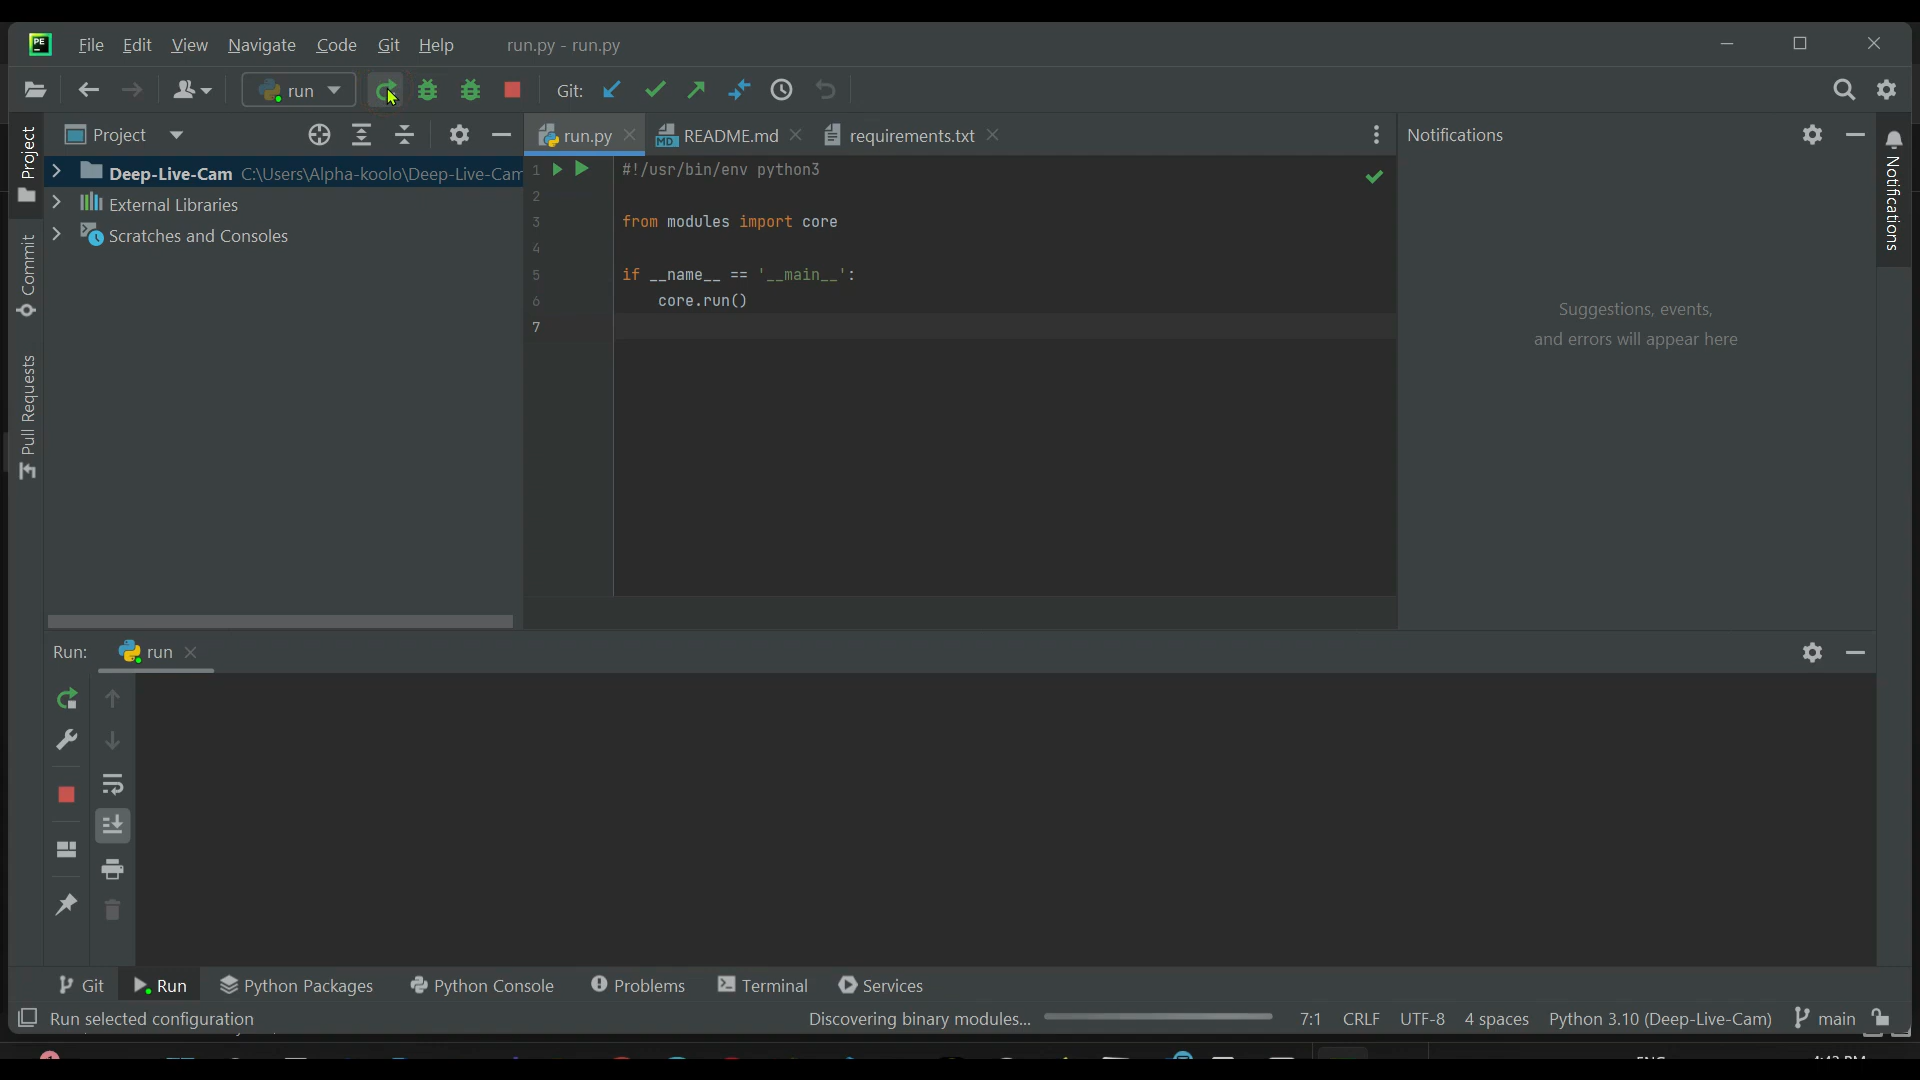 PE
File Edit View Navigate Code Git Help run.py - run.py
run Git:
Project
Commit
Pull Requests
Project
Deep-Live-Cam C:\Users\Alpha-koolo\Deep-Live-Cam
External Libraries
Scratches and Consoles
run.py README.md requirements.txt
1 #!/usr/bin/env python3
2
3 from modules import core
4
5 if __name__ == '__main__':
6 core.run()
7
Notifications
Suggestions, events,
and errors will appear here
Notifications
Run: run
Git Run Python Packages Python Console Problems Terminal Services
Run selected configuration Discovering binary modules... 7:1 CRLF UTF-8 4 spaces Python 3.10 (Deep-Live-Cam) main